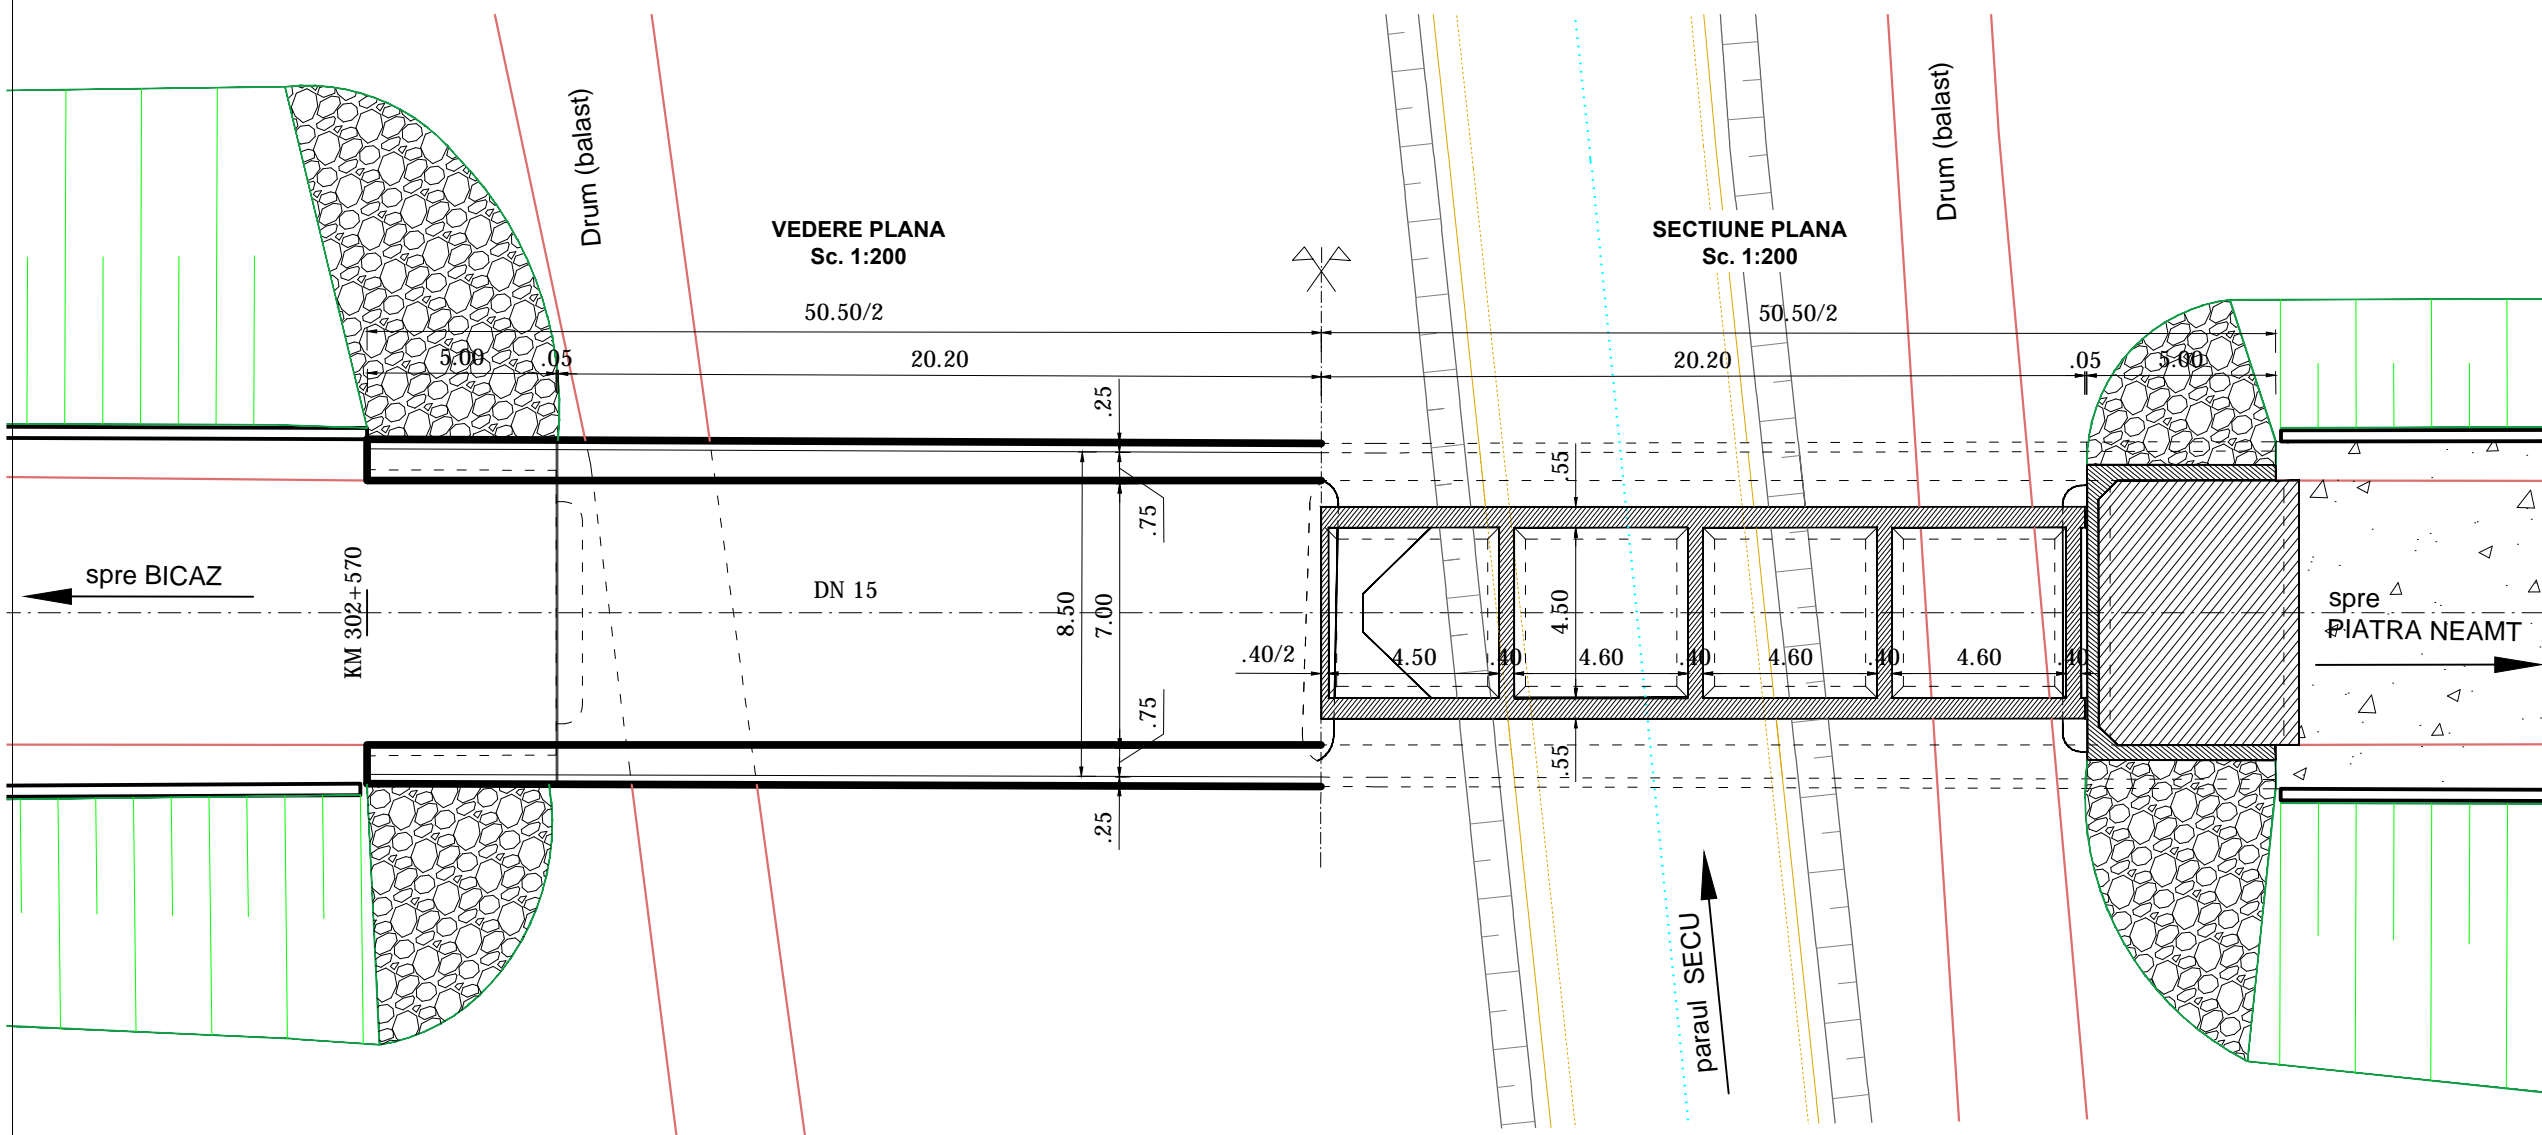 Drum (balast)
Drum (balast)
VEDERE PLANA
Sc. 1:200
SECTIUNE PLANA
Sc. 1:200
50.50/2
50.50/2
5.00
.05
20.20
20.20
.05
5.00
.25
.55
.75
spre BICAZ
KM 302+570
DN 15
8.50
7.00
4.50
spre
PIATRA NEAMT
.40/2
4.50
.40
4.60
.40
4.60
.40
4.60
.40
.75
.55
.25
paraul SECU